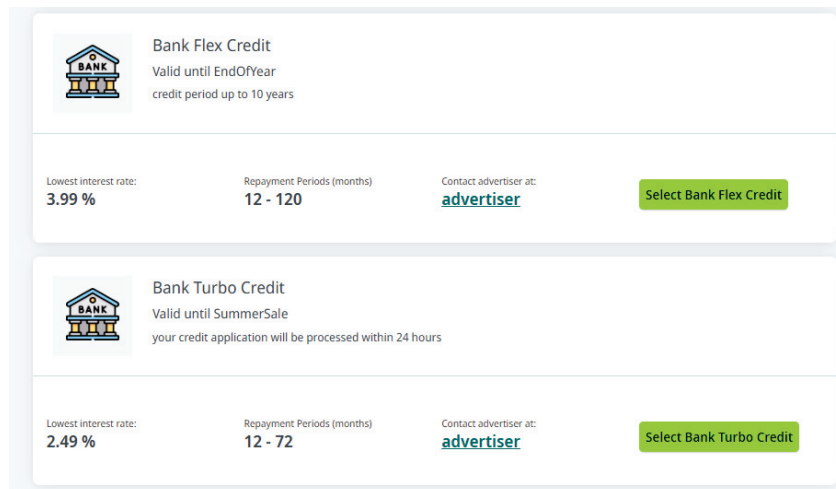 BANK
Bank Flex Credit
Valid until EndOfYear
credit period up to 10 years
Lowest interest rate: Repayment Periods (months) Contact advertiser at:
3.99 % 12 - 120 advertiser Select Bank Flex Credit
BANK
Bank Turbo Credit
Valid until SummerSale
your credit application will be processed within 24 hours
Lowest interest rate: Repayment Periods (months) Contact advertiser at:
2.49 % 12 - 72 advertiser Select Bank Turbo Credit